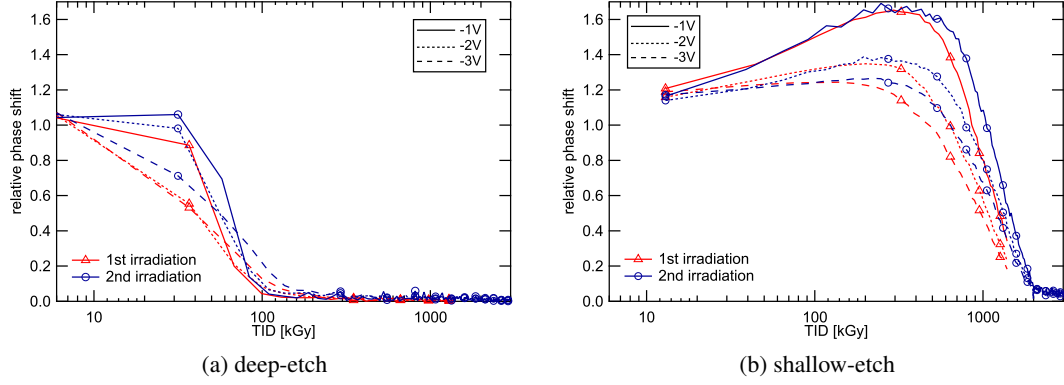 1.6
1.4
1.2
1.0
0.8
0.6
0.4
0.2
0.0
relative phase shift
-1V
-2V
-3V
1st irradiation
2nd irradiation
10
100
1000
TID [kGy]
(a) deep-etch
1.6
1.4
1.2
1.0
0.8
0.6
0.4
0.2
0.0
relative phase shift
-1V
-2V
-3V
1st irradiation
2nd irradiation
10
100
1000
TID [kGy]
(b) shallow-etch